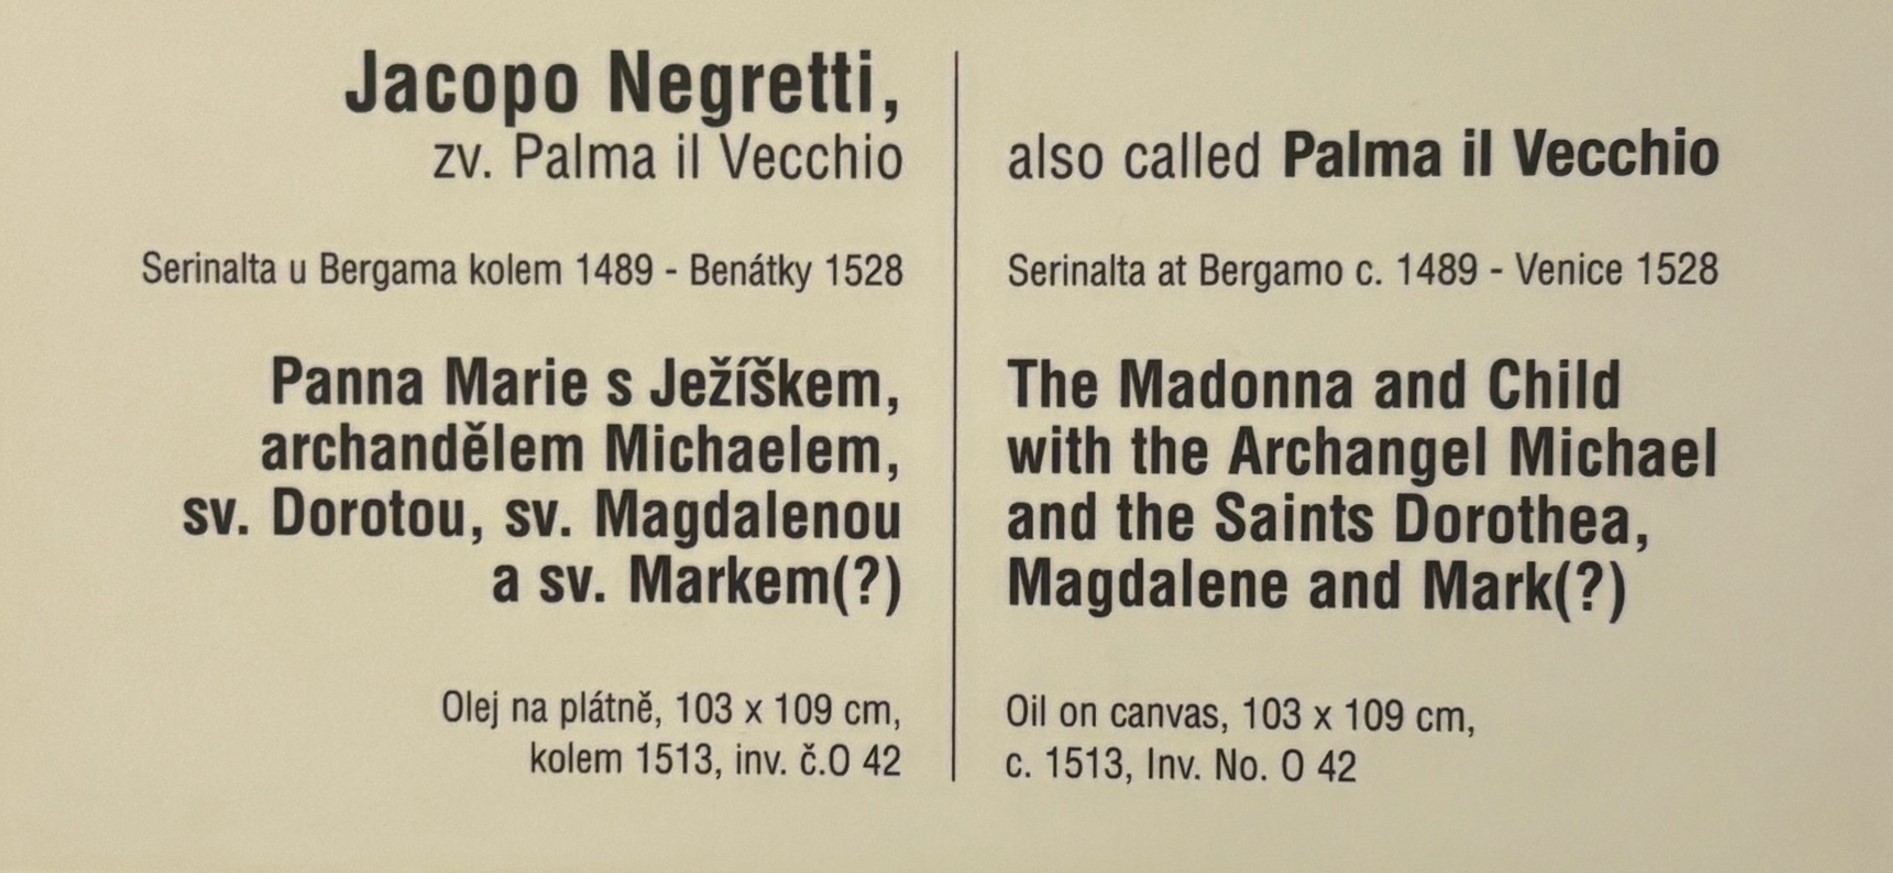 Jacopo Negretti,
zv. Palma il Vecchio
Serinalta u Bergama kolem 1489 - Benátky 1528
Panna Marie s Ježíškem,
archandělem Michaelem,
sv. Dorotou, sv. Magdalenou
a sv. Markem(?)
Olej na plátně, 103 x 109 cm,
kolem 1513, inv. č.O 42
also called Palma il Vecchio
Serinalta at Bergamo c. 1489 - Venice 1528
The Madonna and Child
with the Archangel Michael
and the Saints Dorothea,
Magdalene and Mark(?)
Oil on canvas, 103 x 109 cm,
c. 1513, Inv. No. O 42